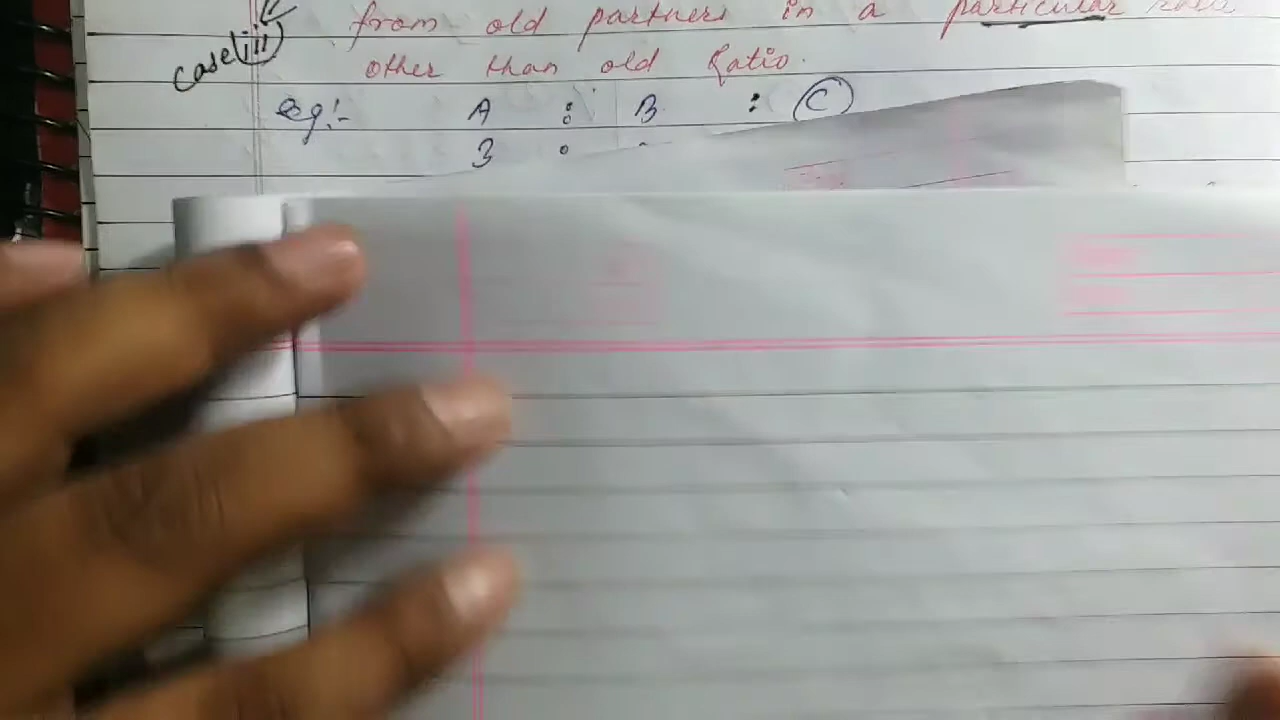 from old partners in a particular
case (iii) other than old Ratio.
eg:- A : B : C
3 :